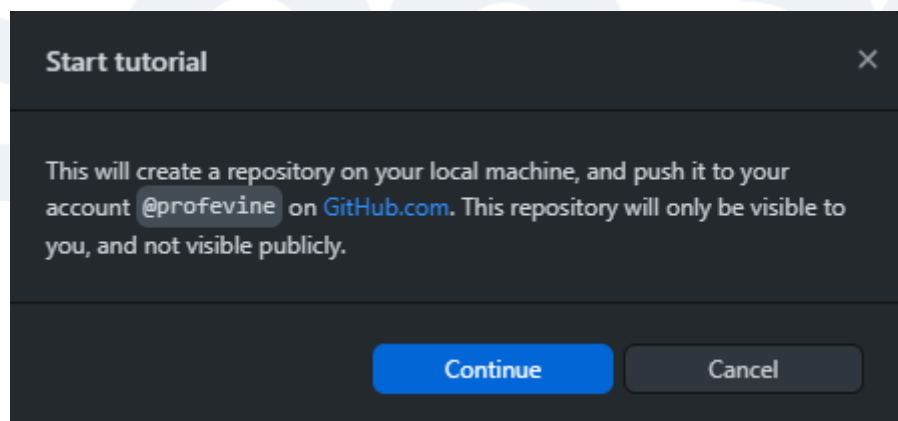 Start tutorial
This will create a repository on your local machine, and push it to your
account @profevine on GitHub.com. This repository will only be visible to
you, and not visible publicly.
Continue
Cancel